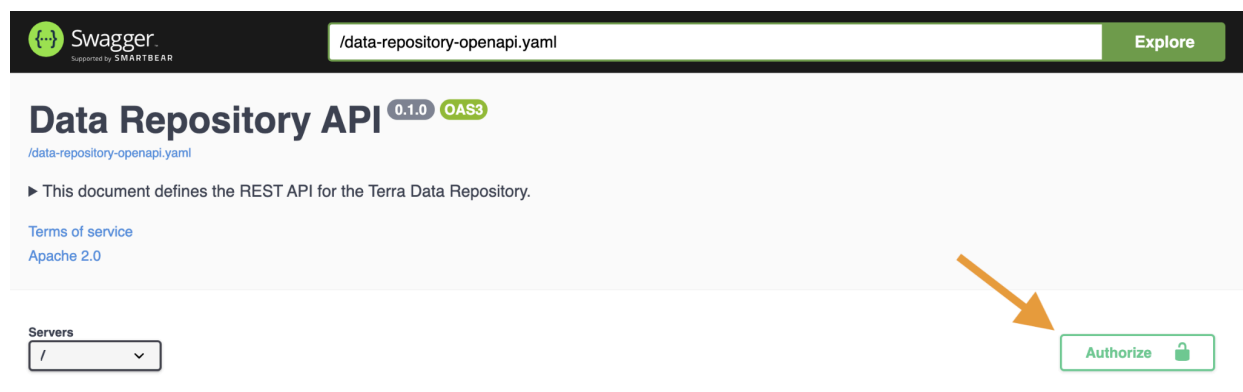 {...} Swagger.
Supported by SMARTBEAR
/data-repository-openapi.yaml
Explore
Data Repository API 0.1.0 OAS3
/data-repository-openapi.yaml
This document defines the REST API for the Terra Data Repository.
Terms of service
Apache 2.0
Servers
/
Authorize